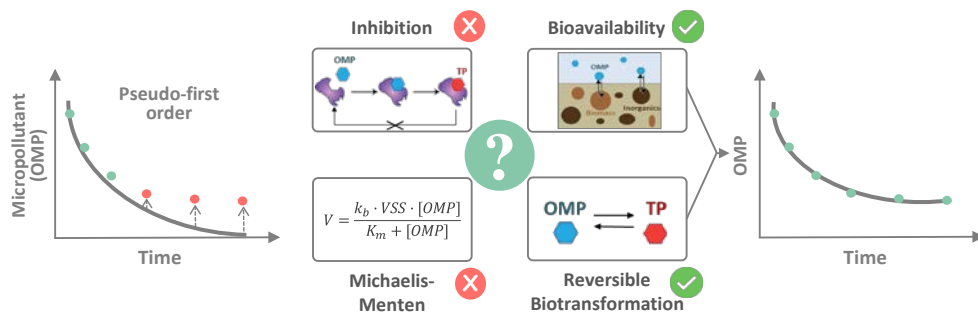 Micropollutant
(OMP)
Pseudo-first
order
Time
Inhibition
OMP
TP
V = k_b · VSS · [OMP] / K_m + [OMP]
Michaelis-
Menten
?
Bioavailability
OMP
Biomass
Inorganics
OMP
TP
Reversible
Biotransformation
OMP
Time